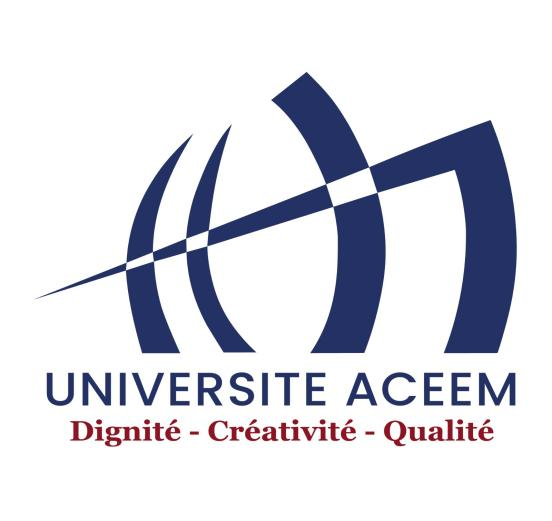 UNIVERSITE ACEEM
Dignité - Créativité - Qualité